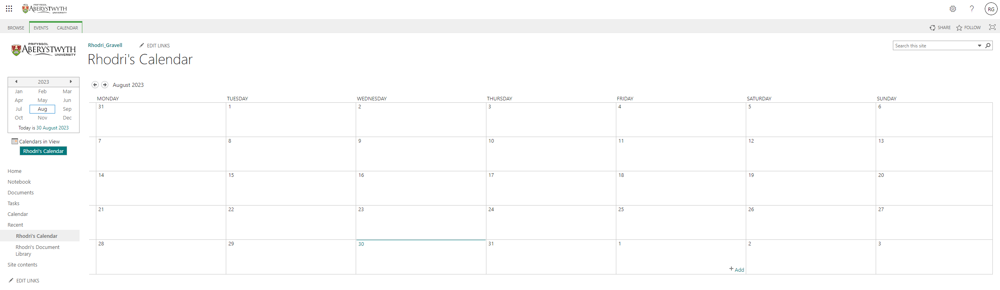 1872
PRIFYSGOL
ABERYSTWYTH
UNIVERSITY
RG
BROWSE EVENTS CALENDAR SHARE FOLLOW
PRIFYSGOL
ABERYSTWYTH
UNIVERSITY
Rhodri_Gravell EDIT LINKS
Search this site
Rhodri's Calendar
2023
Jan Feb Mar
Apr May Jun
Jul Aug Sep
Oct Nov Dec
Today is 30 August 2023
Calendars in View
Rhodri's Calendar
Home
Notebook
Documents
Tasks
Calendar
Recent
Rhodri's Calendar
Rhodri's Document
Library
Site contents
EDIT LINKS
August 2023
MONDAY TUESDAY WEDNESDAY THURSDAY FRIDAY SATURDAY SUNDAY
31 1 2 3 4 5 6
7 8 9 10 11 12 13
14 15 16 17 18 19 20
21 22 23 24 25 26 27
28 29 30 31 1 2 3
Add